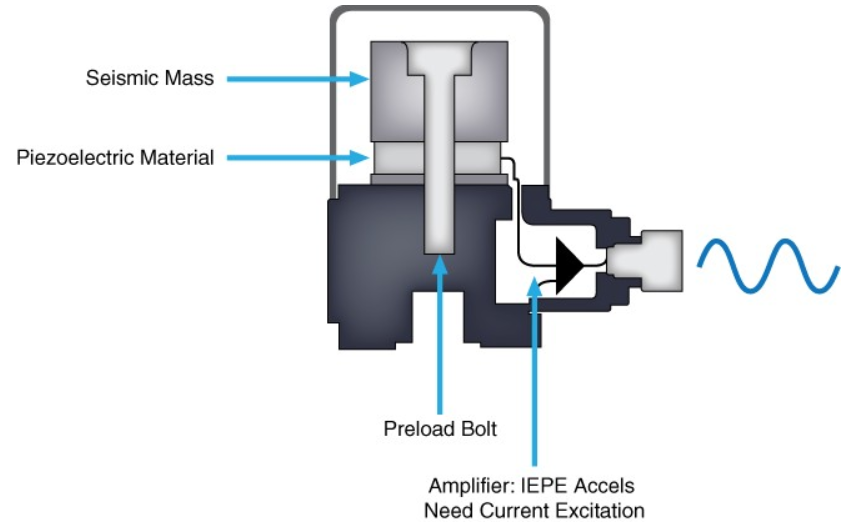 Seismic Mass
Piezoelectric Material
Preload Bolt
Amplifier: IEPE Accels
Need Current Excitation